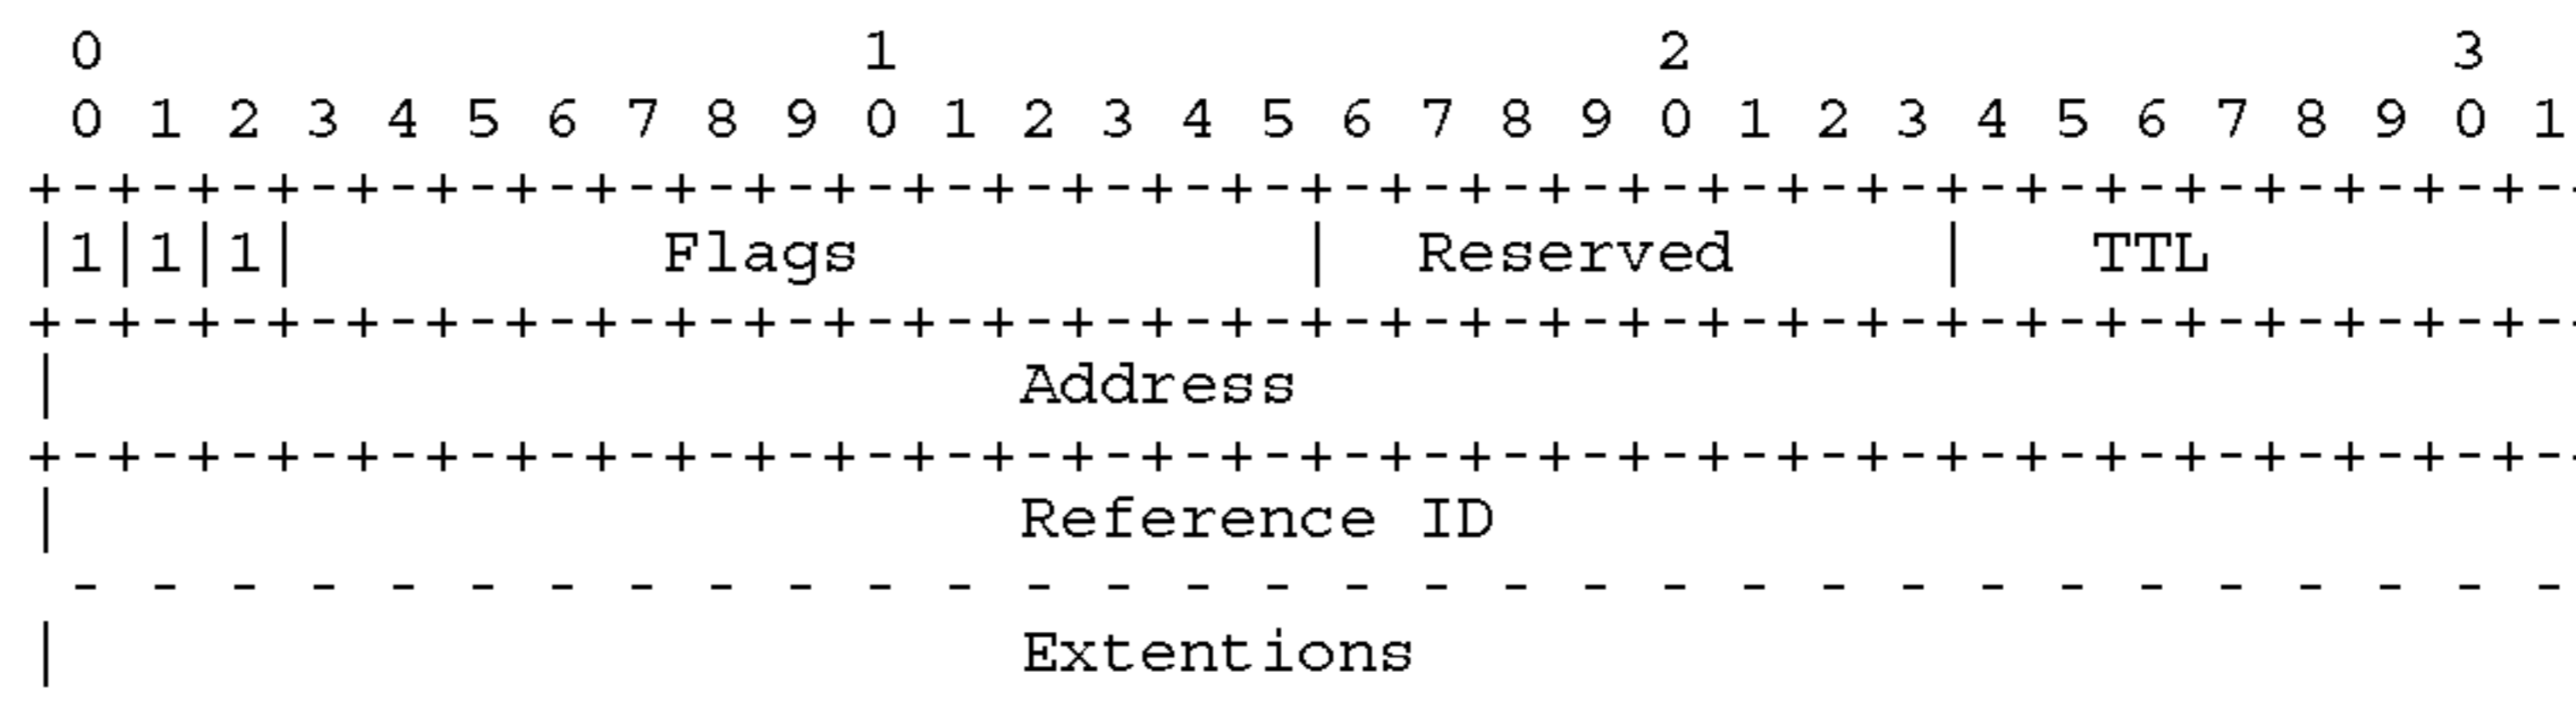 0                   1                   2                   3
 0 1 2 3 4 5 6 7 8 9 0 1 2 3 4 5 6 7 8 9 0 1 2 3 4 5 6 7 8 9 0 1
+-+-+-+-+-+-+-+-+-+-+-+-+-+-+-+-+-+-+-+-+-+-+-+-+-+-+-+-+-+-+-+-
|1|1|1|         Flags           |  Reserved     |   TTL
+-+-+-+-+-+-+-+-+-+-+-+-+-+-+-+-+-+-+-+-+-+-+-+-+-+-+-+-+-+-+-+-
|                        Address
+-+-+-+-+-+-+-+-+-+-+-+-+-+-+-+-+-+-+-+-+-+-+-+-+-+-+-+-+-+-+-+-
|                        Reference ID
 - - - - - - - - - - - - - - - - - - - - - - - - - - - - - - - -
|                        Extentions